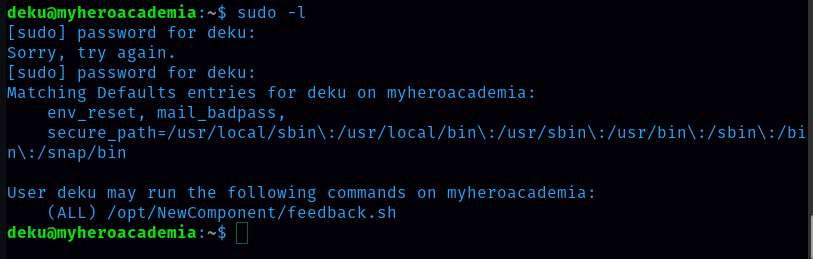 deku@myheroacademia:~$ sudo -l
[sudo] password for deku:
Sorry, try again.
[sudo] password for deku:
Matching Defaults entries for deku on myheroacademia:
    env_reset, mail_badpass,
    secure_path=/usr/local/sbin\:/usr/local/bin\:/usr/sbin\:/usr/bin\:/sbin\:/bi
n\:/snap/bin

User deku may run the following commands on myheroacademia:
    (ALL) /opt/NewComponent/feedback.sh
deku@myheroacademia:~$